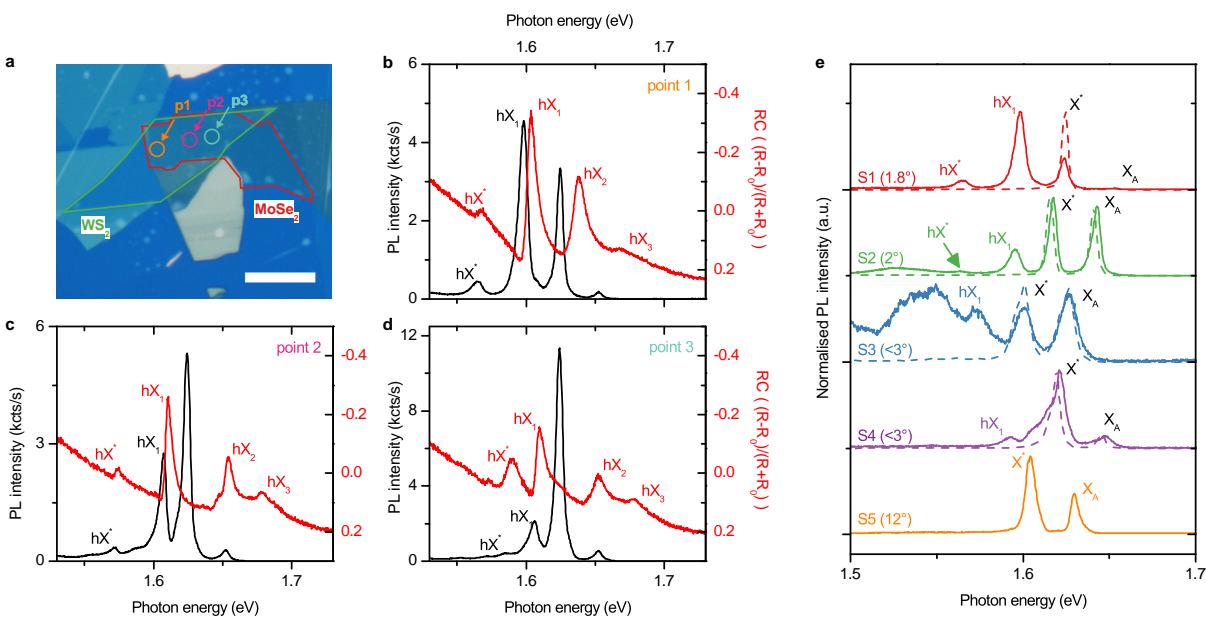 a
p1
p2
p3
WS2
MoSe2
Photon energy (eV)
1.6 1.7
b
point 1
PL intensity (kcts/s)
6
4
2
0
hX1
hX1
hX2
hX3
hX*
hX*
-0.4
-0.2
0.0
0.2
RC ( (R-R0)/(R+R0) )
c
point 2
PL intensity (kcts/s)
6
3
0
hX1
hX1
hX*
hX2
hX3
hX*
-0.4
-0.2
0.0
0.2
1.6 1.7
Photon energy (eV)
d
point 3
PL intensity (kcts/s)
12
8
4
0
hX1
hX*
hX2
hX3
hX1
hX*
-0.4
-0.2
0.0
0.2
RC ( (R-R0)/(R+R0) )
1.6 1.7
Photon energy (eV)
e
Normalised PL intensity (a.u.)
hX1
X*
S1 (1.8°)
hX*
XA
X*
XA
hX*
hX1
S2 (2°)
hX1
X*
XA
S3 (<3°)
X*
hX1
XA
S4 (<3°)
X*
XA
S5 (12°)
1.5 1.6 1.7
Photon energy (eV)